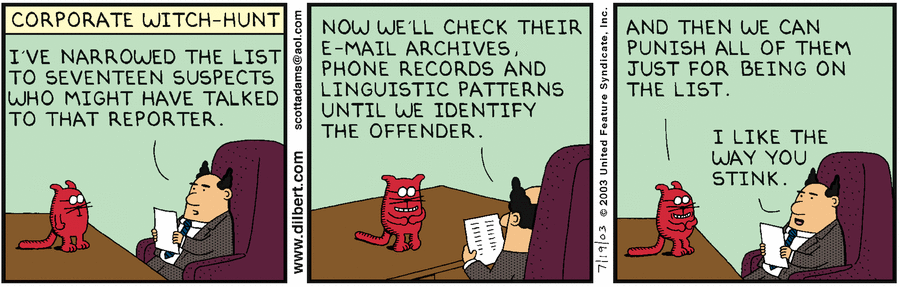 CORPORATE WITCH-HUNT
I'VE NARROWED THE LIST
TO SEVENTEEN SUSPECTS
WHO MIGHT HAVE TALKED
TO THAT REPORTER.
www.dilbert.com
scottadams@aol.com
NOW WE'LL CHECK THEIR
E-MAIL ARCHIVES,
PHONE RECORDS AND
LINGUISTIC PATTERNS
UNTIL WE IDENTIFY
THE OFFENDER.
7/19/03 © 2003 United Feature Syndicate, Inc.
AND THEN WE CAN
PUNISH ALL OF THEM
JUST FOR BEING ON
THE LIST.
I LIKE THE
WAY YOU
STINK.